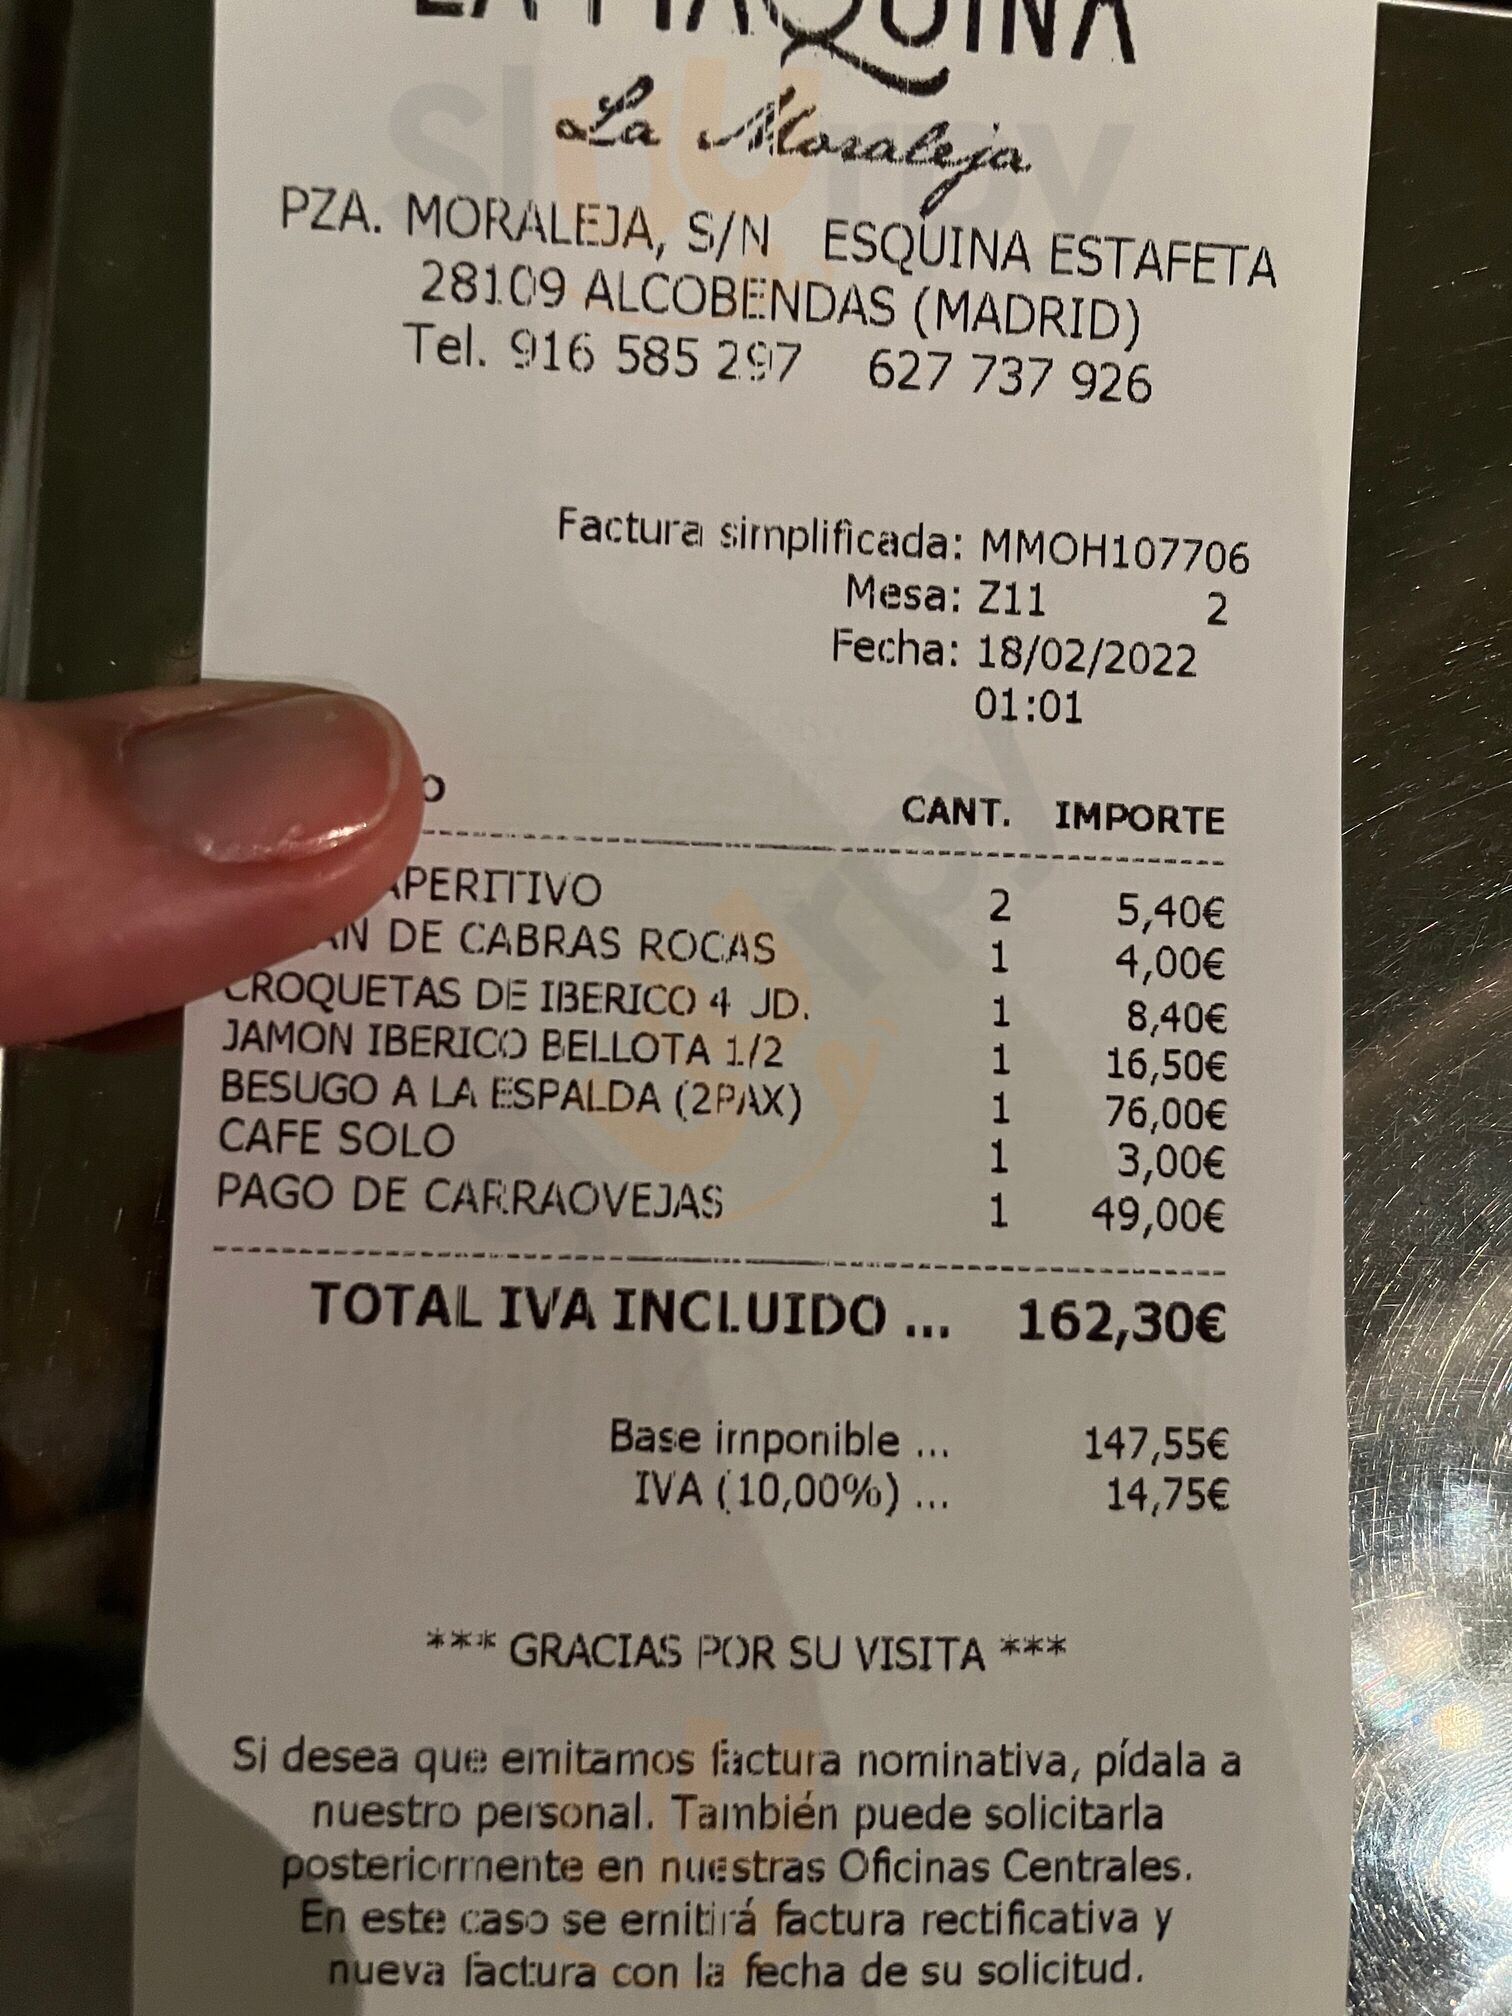 LA MAQUINA
La Moraleja
PZA. MORALEJA, S/N ESQUINA ESTAFETA
28109 ALCOBENDAS (MADRID)
Tel. 916 585 297 627 737 926
Factura simplificada: MMOH107706
Mesa: Z11 2
Fecha: 18/02/2022
01:01
CANT. IMPORTE
APERITIVO 2 5,40€
DE CABRAS ROCAS 1 4,00€
CROQUETAS DE IBERICO 4 JD. 1 8,40€
JAMON IBERICO BELLOTA 1/2 1 16,50€
BESUGO A LA ESPALDA (2PAX) 1 76,00€
CAFE SOLO 1 3,00€
PAGO DE CARRAOVEJAS 1 49,00€
TOTAL IVA INCLUIDO ... 162,30€
Base imponible ... 147,55€
IVA (10,00%) ... 14,75€
*** GRACIAS POR SU VISITA ***
Si desea que emitamos factura nominativa, pídala a
nuestro personal. También puede solicitarla
posteriormente en nuestras Oficinas Centrales.
En este caso se emitirá factura rectificativa y
nueva factura con la fecha de su solicitud.